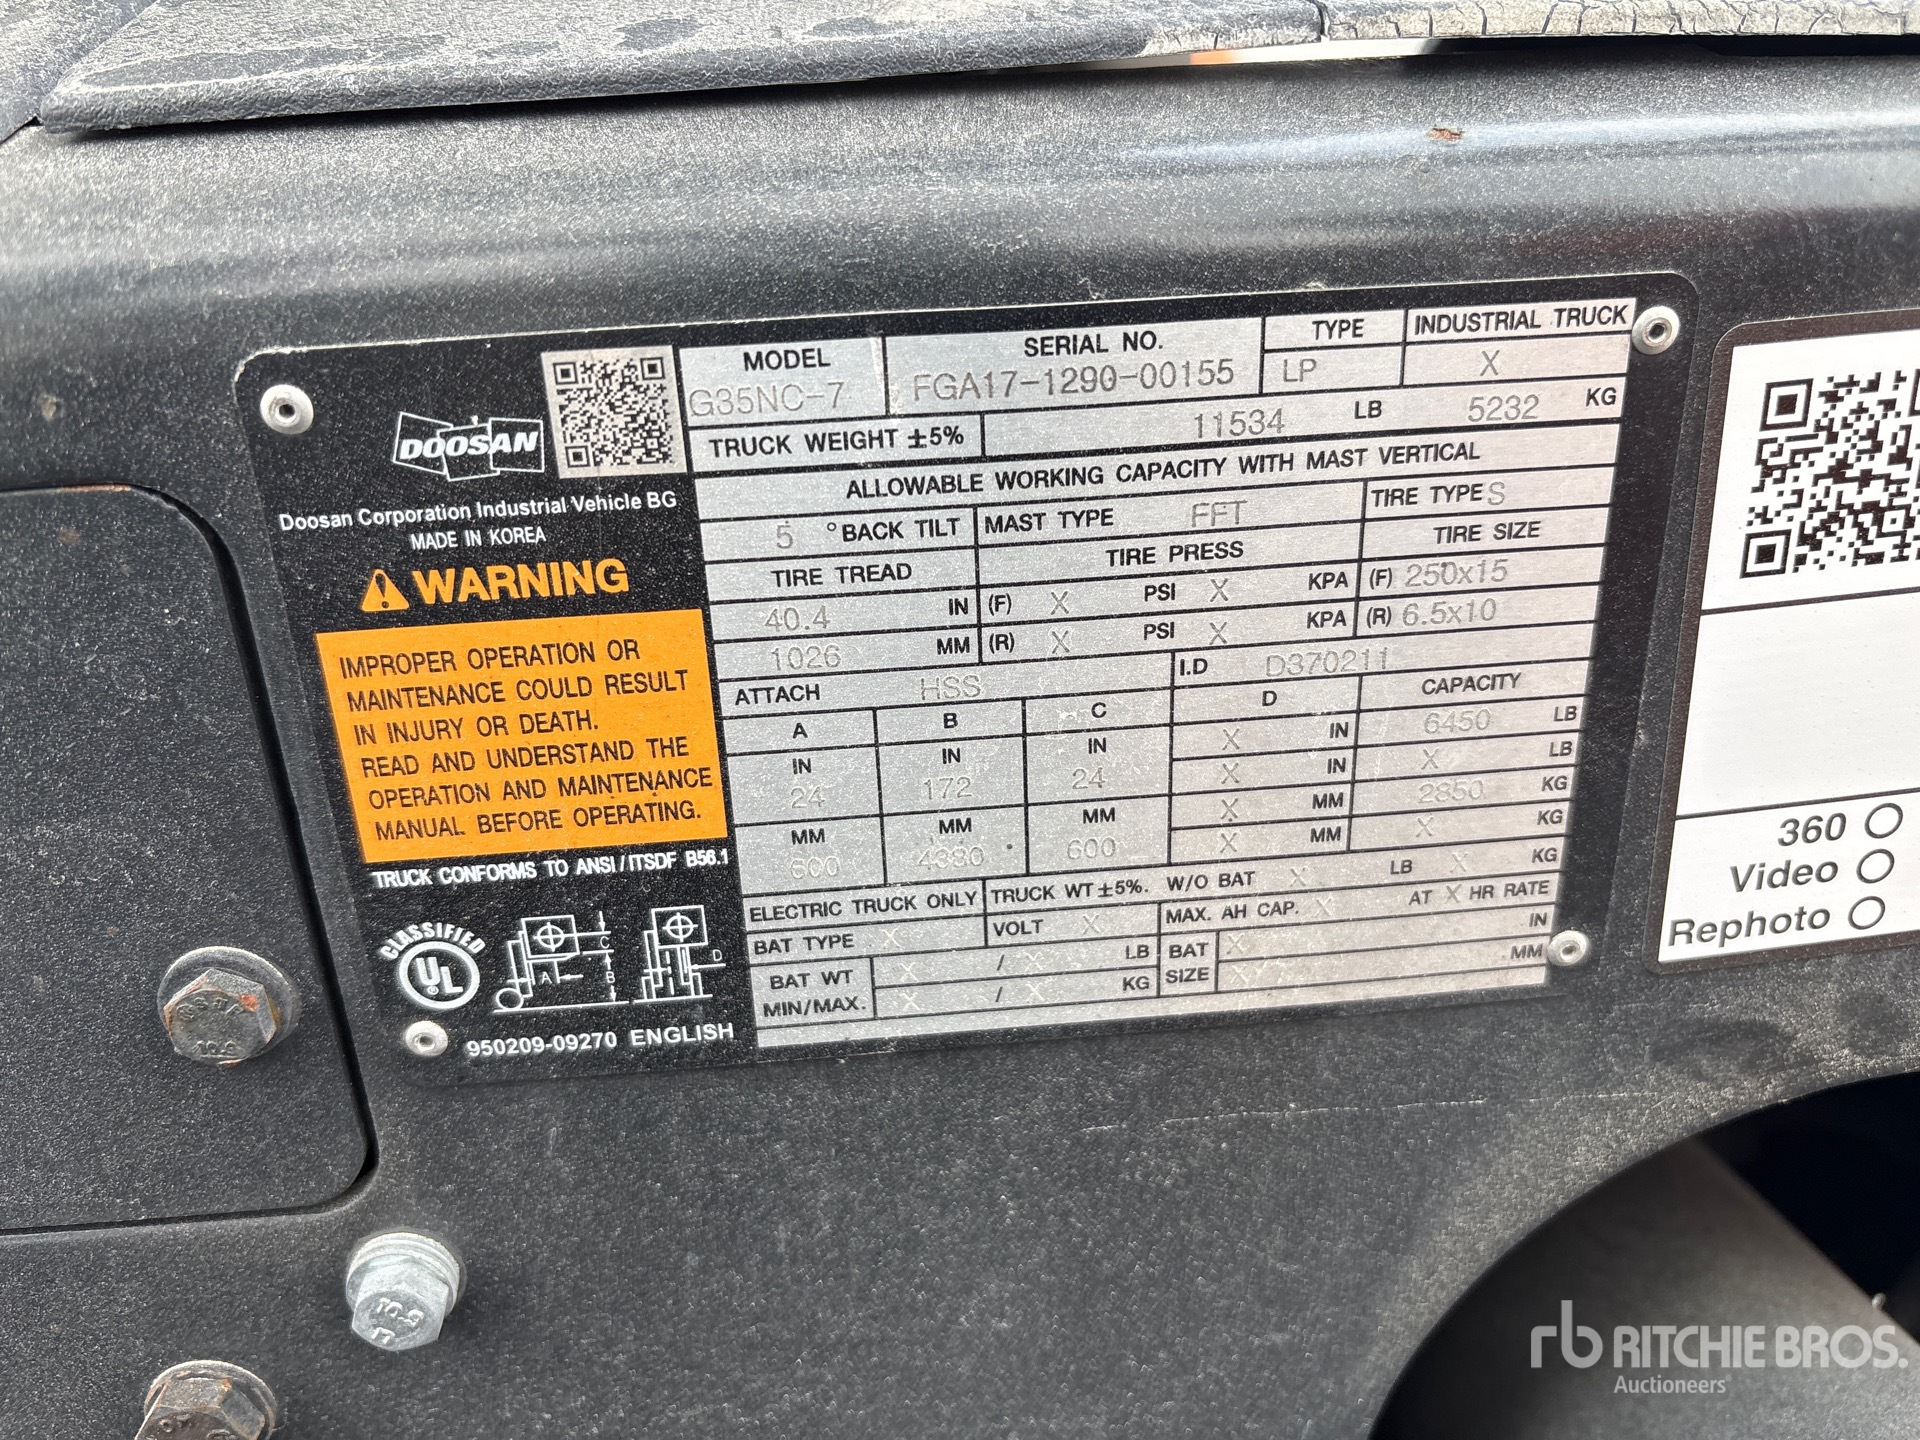 DOOSAN
Doosan Corporation Industrial Vehicle BG
MADE IN KOREA
WARNING
IMPROPER OPERATION OR
MAINTENANCE COULD RESULT
IN INJURY OR DEATH.
READ AND UNDERSTAND THE
OPERATION AND MAINTENANCE
MANUAL BEFORE OPERATING.
TRUCK CONFORMS TO ANSI/ITSDF B56.1
CLASSIFIED
UL
A
C
B
D
950209-09270 ENGLISH
MODEL SERIAL NO. TYPE INDUSTRIAL TRUCK
G35NC-7 FGA17-1290-00155 LP X
TRUCK WEIGHT ±5% 11534 LB 5232 KG
ALLOWABLE WORKING CAPACITY WITH MAST VERTICAL
5 °BACK TILT MAST TYPE FFT TIRE TYPE S
TIRE TREAD TIRE PRESS TIRE SIZE
40.4 IN (F) X PSI X KPA (F) 250x15
1026 MM (R) X PSI X KPA (R) 6.5x10
ATTACH HSS I.D D370211
A B C D CAPACITY
IN IN IN X IN 6450 LB
24 172 24 X IN X LB
MM MM MM X MM 2850 KG
600 600 X MM X KG
ELECTRIC TRUCK ONLY TRUCK WT ±5%. W/O BAT X LB X KG
BAT TYPE X VOLT X MAX. AH CAP. X AT X HR RATE
BAT WT X / X LB BAT X IN
MIN/MAX. X / X KG SIZE X MM
360
Video
Rephoto
10.9
rb RITCHIE BROS.
Auctioneers